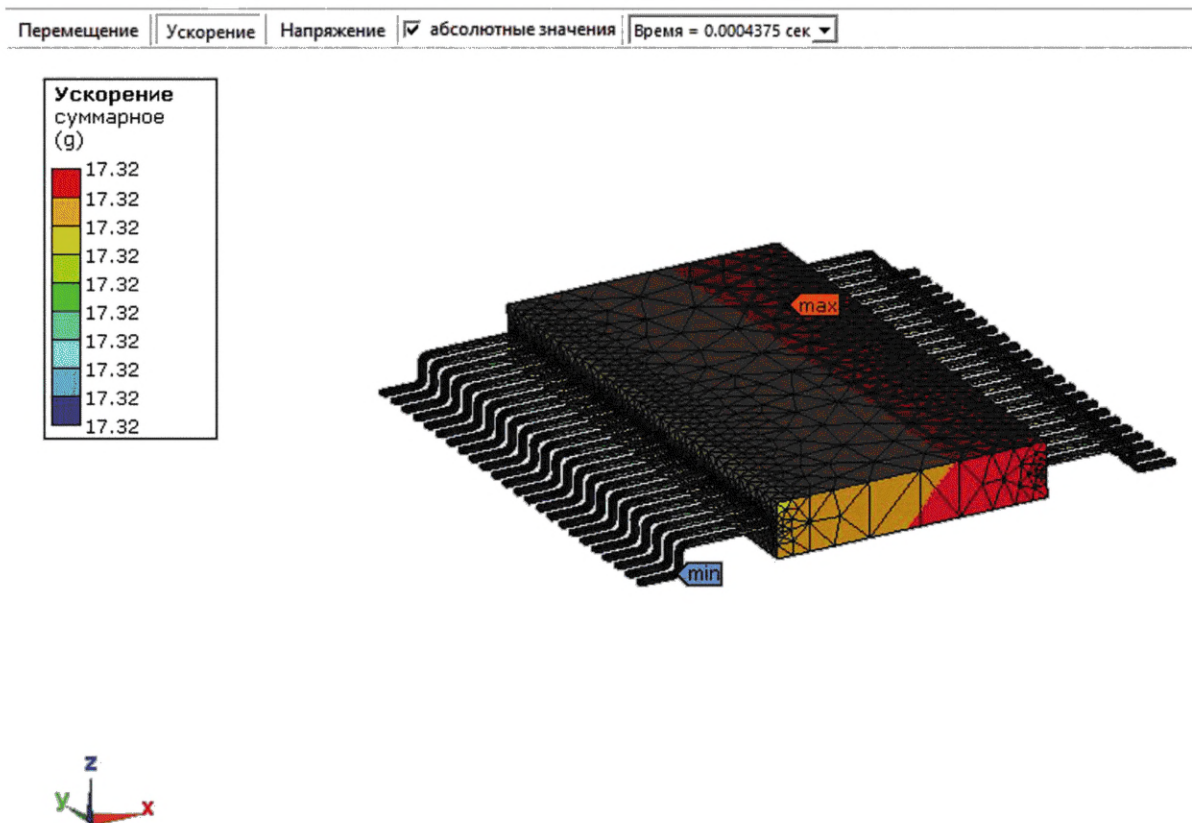 Перемещение Ускорение Напряжение абсолютные значения Время = 0.0004375 сек
Ускорение
суммарное
(g)
17.32
17.32
17.32
17.32
17.32
17.32
17.32
17.32
17.32
17.32
max
min
z
y x